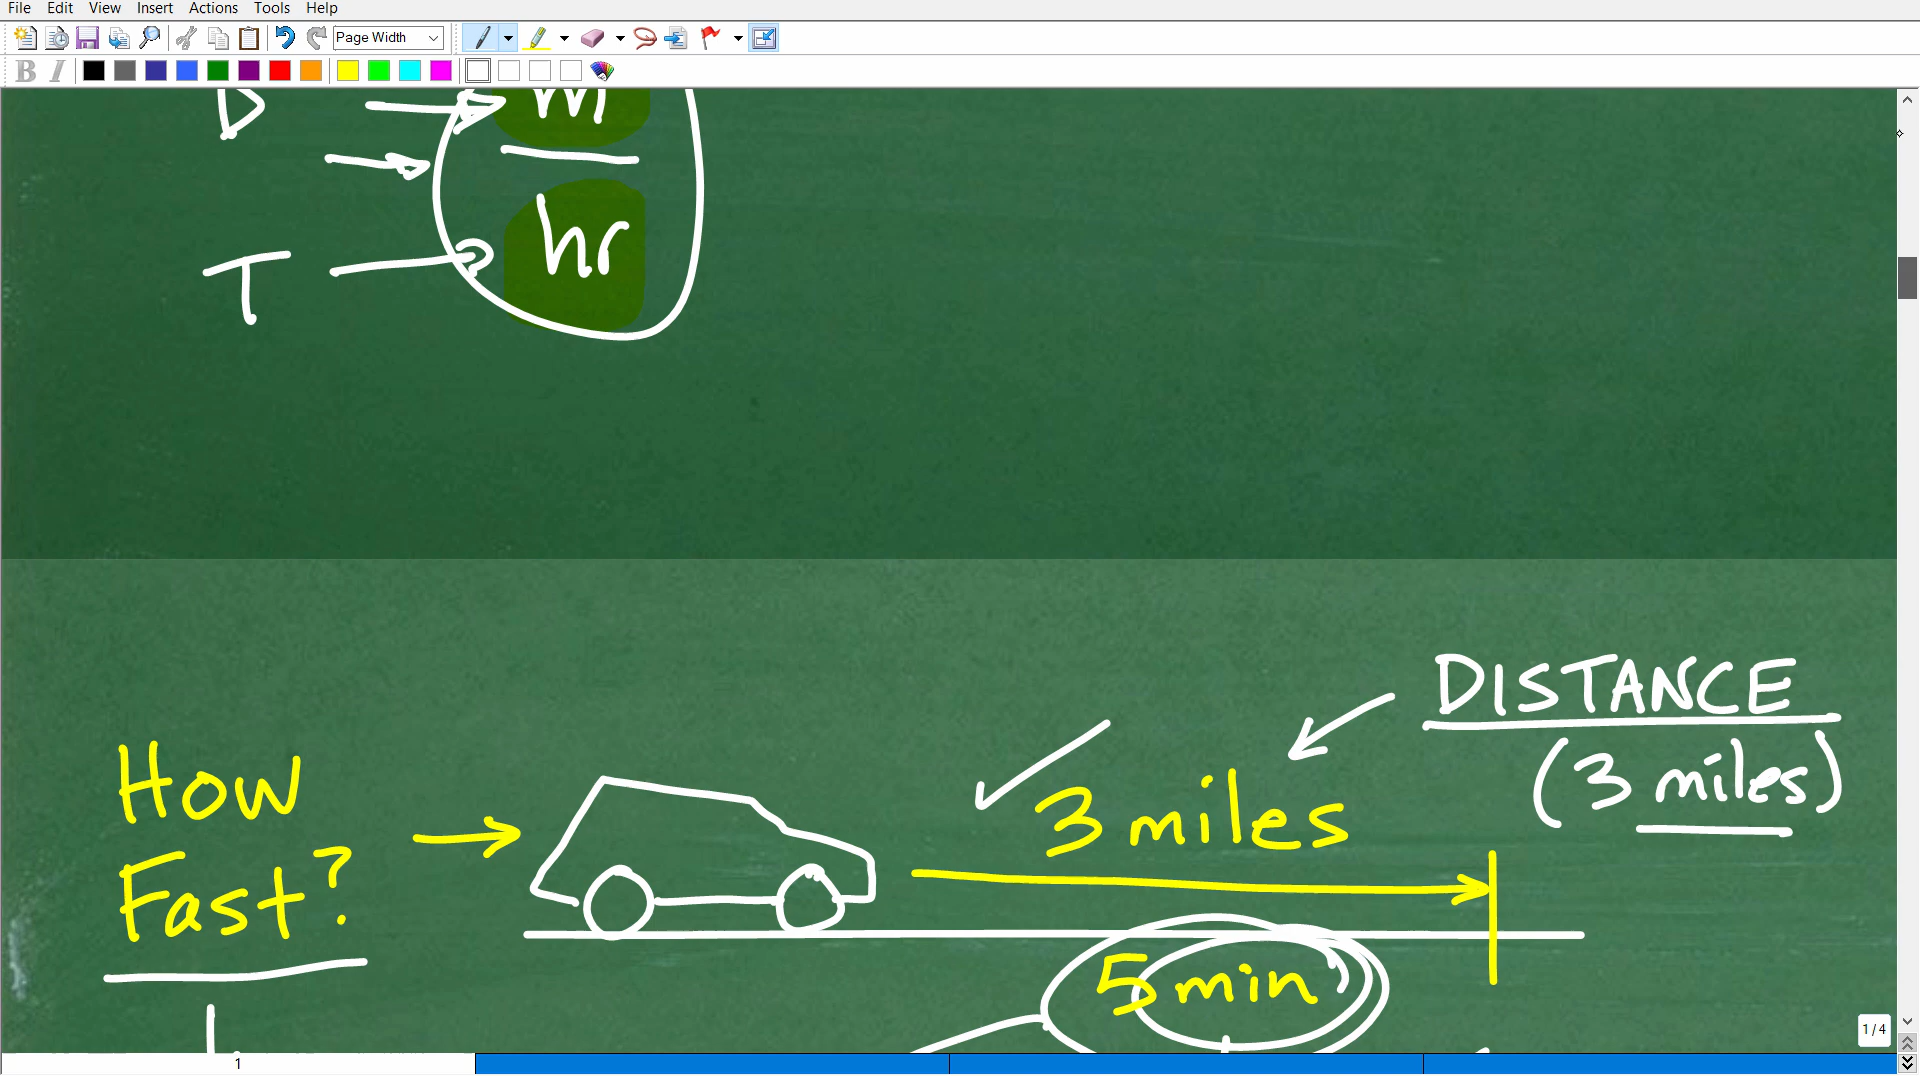 File Edit View Insert Actions Tools Help
Page Width
B I
D
m
hr
T
DISTANCE
(3 miles)
How
Fast?
3 miles
5 min
1 / 4
1